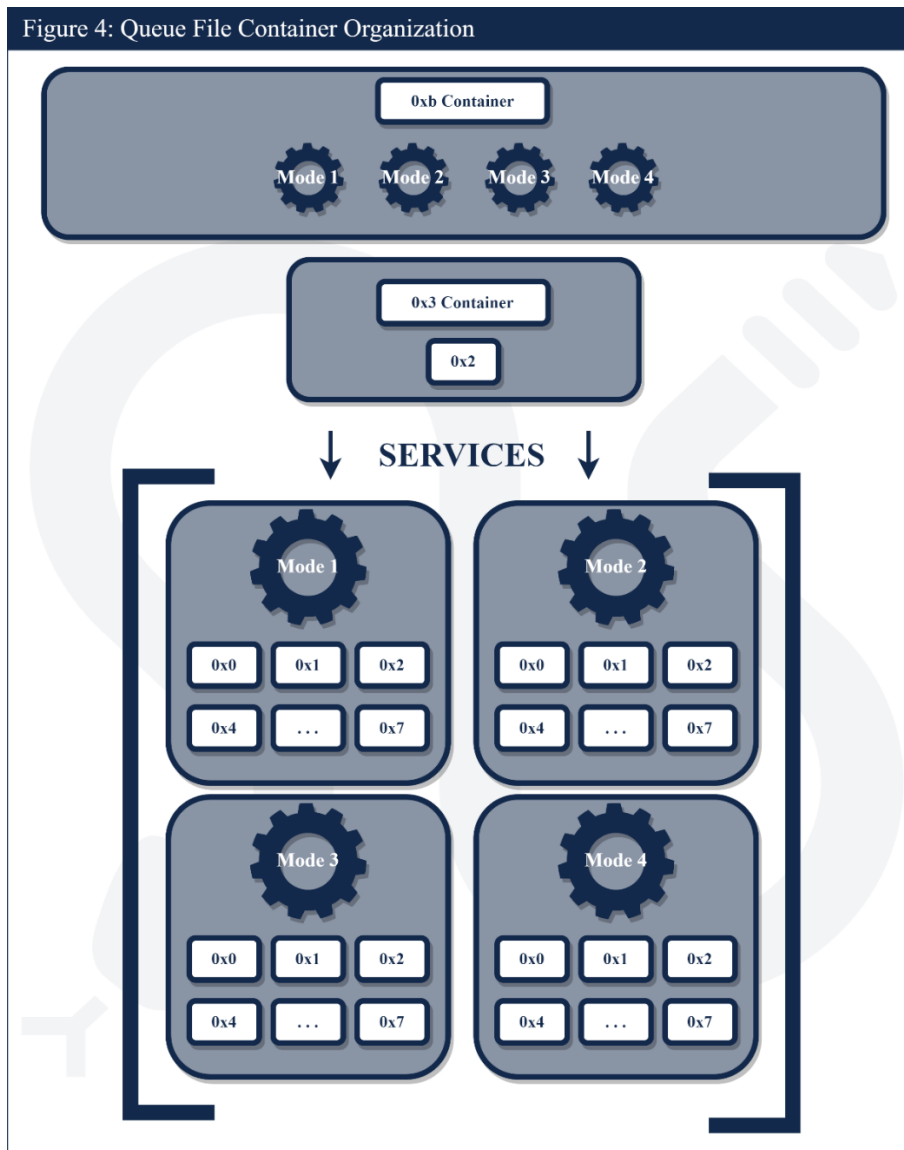 Figure 4: Queue File Container Organization
0xb Container
Mode 1 Mode 2 Mode 3 Mode 4
0x3 Container
0x2
SERVICES
Mode 1 Mode 2
0x0 0x1 0x2 0x0 0x1 0x2
0x4 . . . 0x7 0x4 . . . 0x7
Mode 3 Mode 4
0x0 0x1 0x2 0x0 0x1 0x2
0x4 . . . 0x7 0x4 . . . 0x7